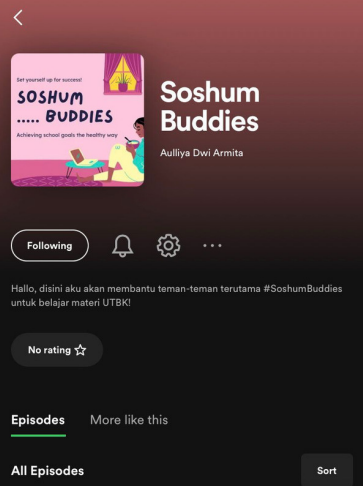 Set yourself up for success!
SOSHUM
..... BUDDIES
Achieving school goals the healthy way
Soshum
Buddies
Aulliya Dwi Armita
Following
Hallo, disini aku akan membantu teman-teman terutama #SoshumBuddies
untuk belajar materi UTBK!
No rating
Episodes More like this
All Episodes Sort